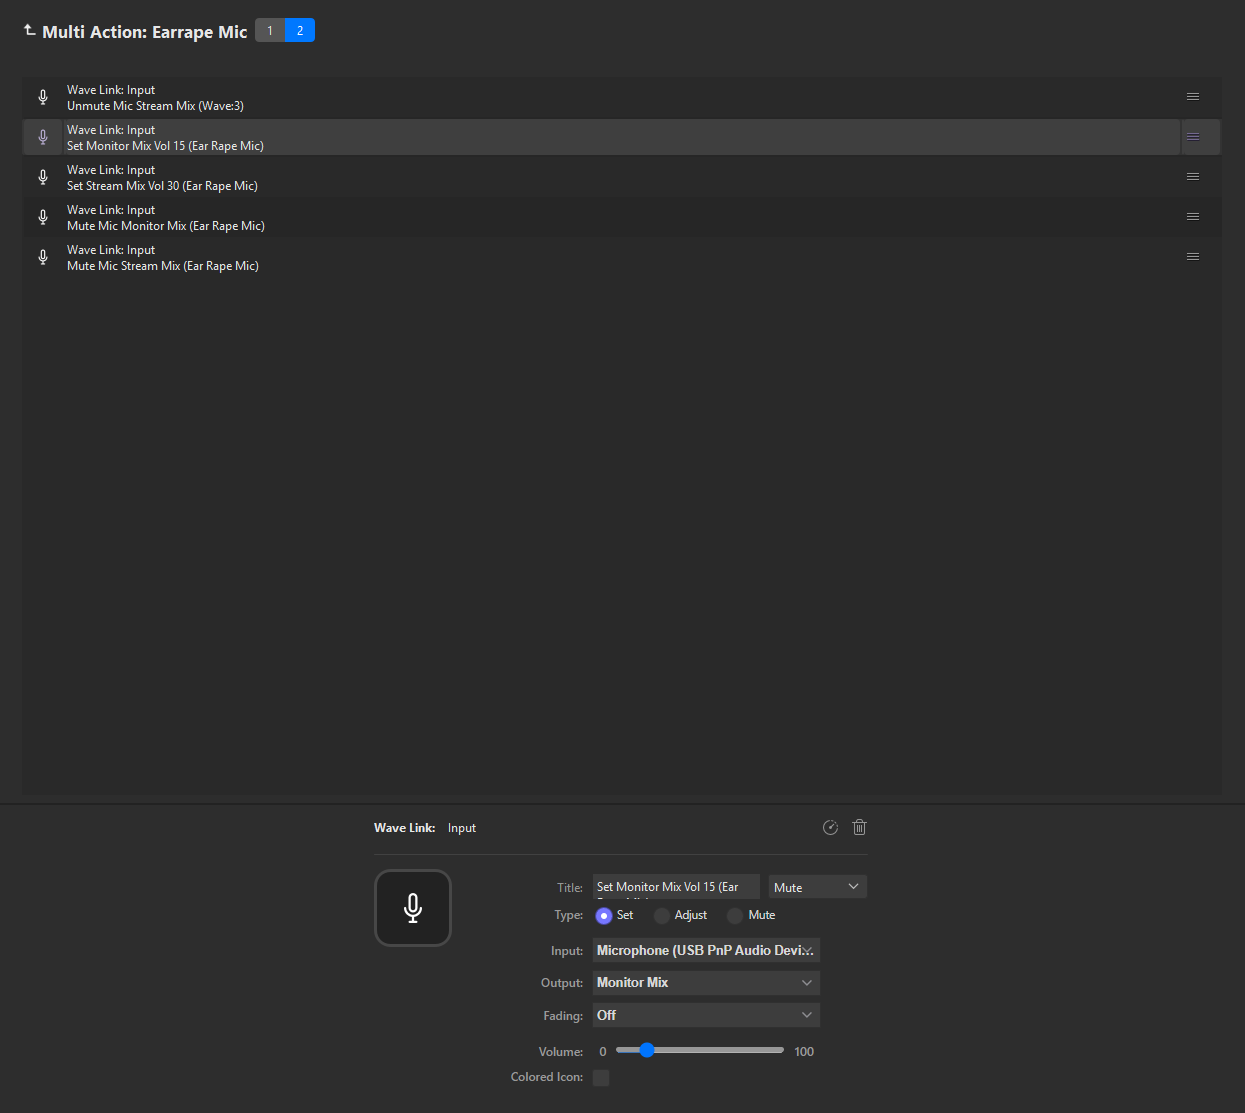 Multi Action: Earrape Mic 1 2
Wave Link: Input
Unmute Mic Stream Mix (Wave:3)
Wave Link: Input
Set Monitor Mix Vol 15 (Ear Rape Mic)
Wave Link: Input
Set Stream Mix Vol 30 (Ear Rape Mic)
Wave Link: Input
Mute Mic Monitor Mix (Ear Rape Mic)
Wave Link: Input
Mute Mic Stream Mix (Ear Rape Mic)
Wave Link: Input
Title: Set Monitor Mix Vol 15 (Ear Mute
Type: Set Adjust Mute
Input: Microphone (USB PnP Audio Devi...
Output: Monitor Mix
Fading: Off
Volume: 0 100
Colored Icon: